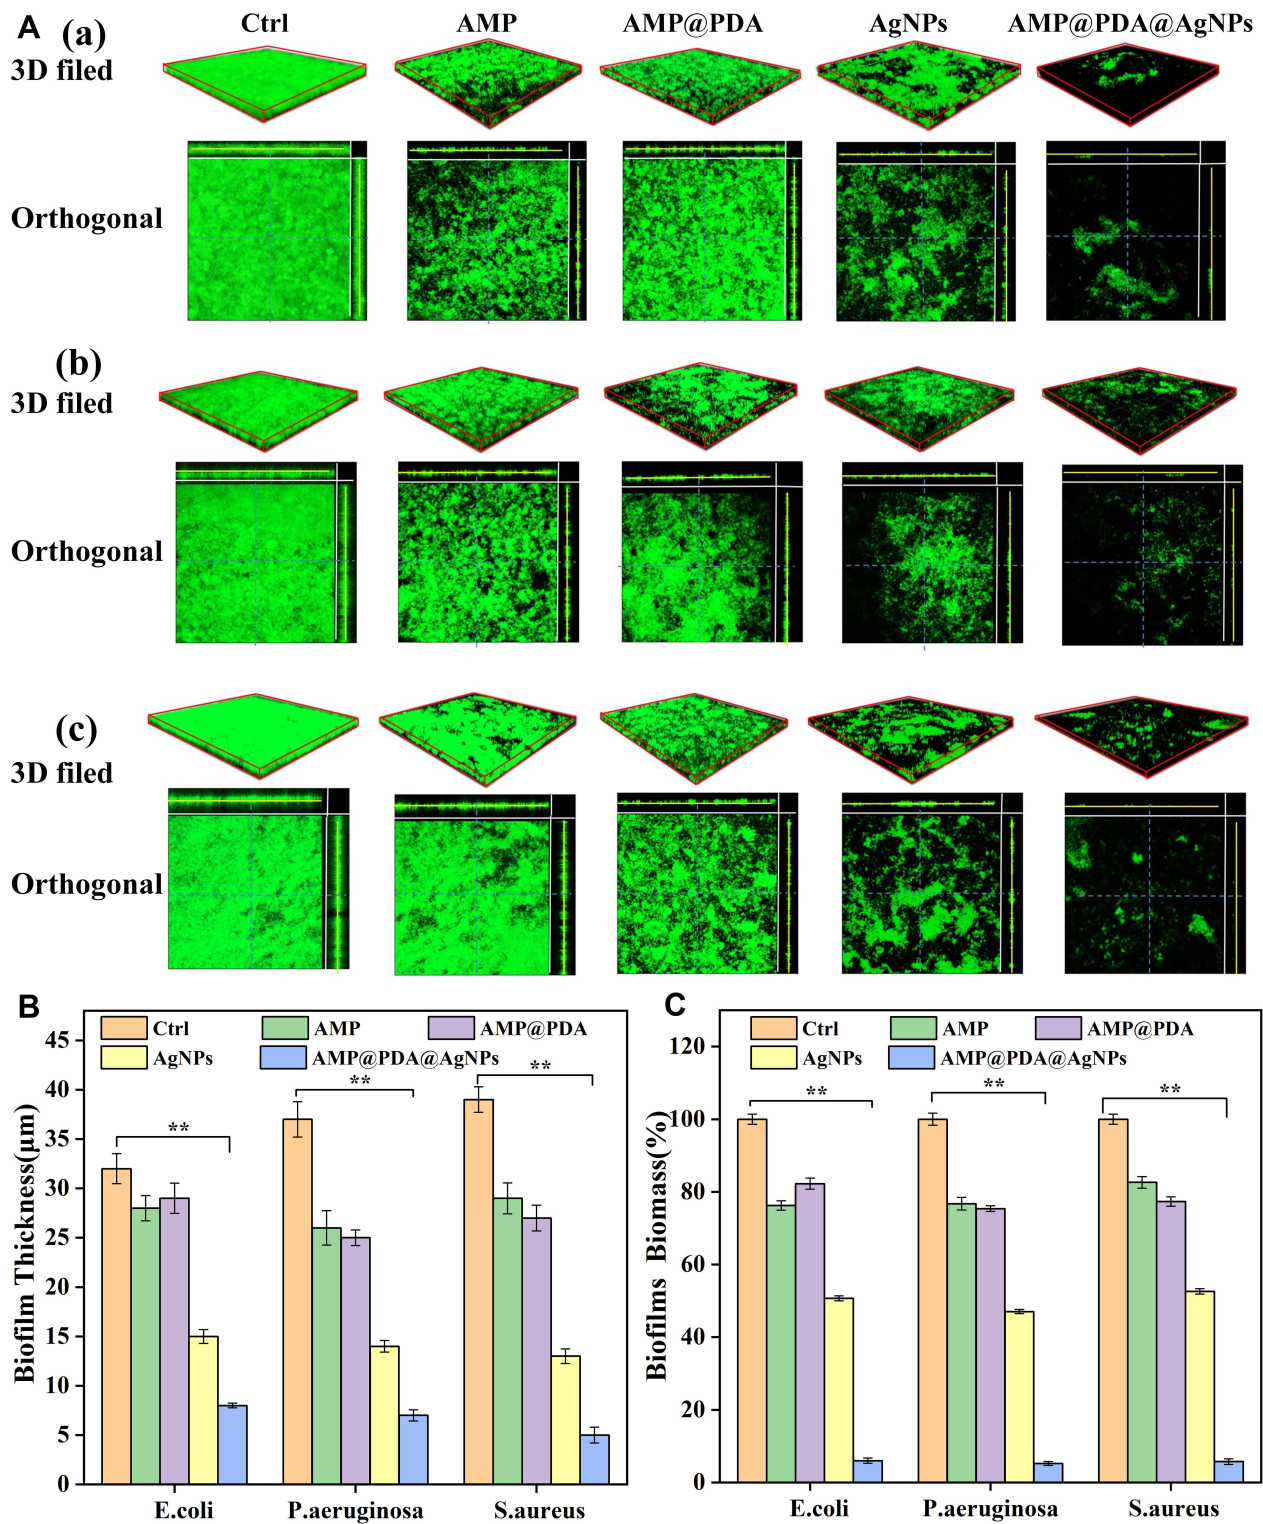 A (a) Ctrl AMP AMP@PDA AgNPs AMP@PDA@AgNPs
3D filed
Orthogonal
(b)
3D filed
Orthogonal
(c)
3D filed
Orthogonal
B
Ctrl AMP AMP@PDA
AgNPs AMP@PDA@AgNPs
Biofilm Thickness(μm)
45
40
35
30
25
20
15
10
5
0
** ** **
E.coli P.aeruginosa S.aureus
C
Ctrl AMP AMP@PDA
AgNPs AMP@PDA@AgNPs
Biofilms Biomass(%)
120
100
80
60
40
20
0
** ** **
E.coli P.aeruginosa S.aureus